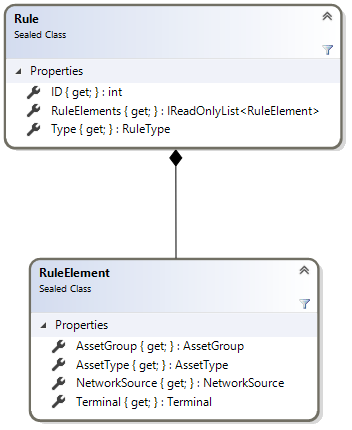 Rule
Sealed Class
Properties
ID { get; } : int
RuleElements { get; } : IReadOnlyList<RuleElement>
Type { get; } : RuleType
RuleElement
Sealed Class
Properties
AssetGroup { get; } : AssetGroup
AssetType { get; } : AssetType
NetworkSource { get; } : NetworkSource
Terminal { get; } : Terminal